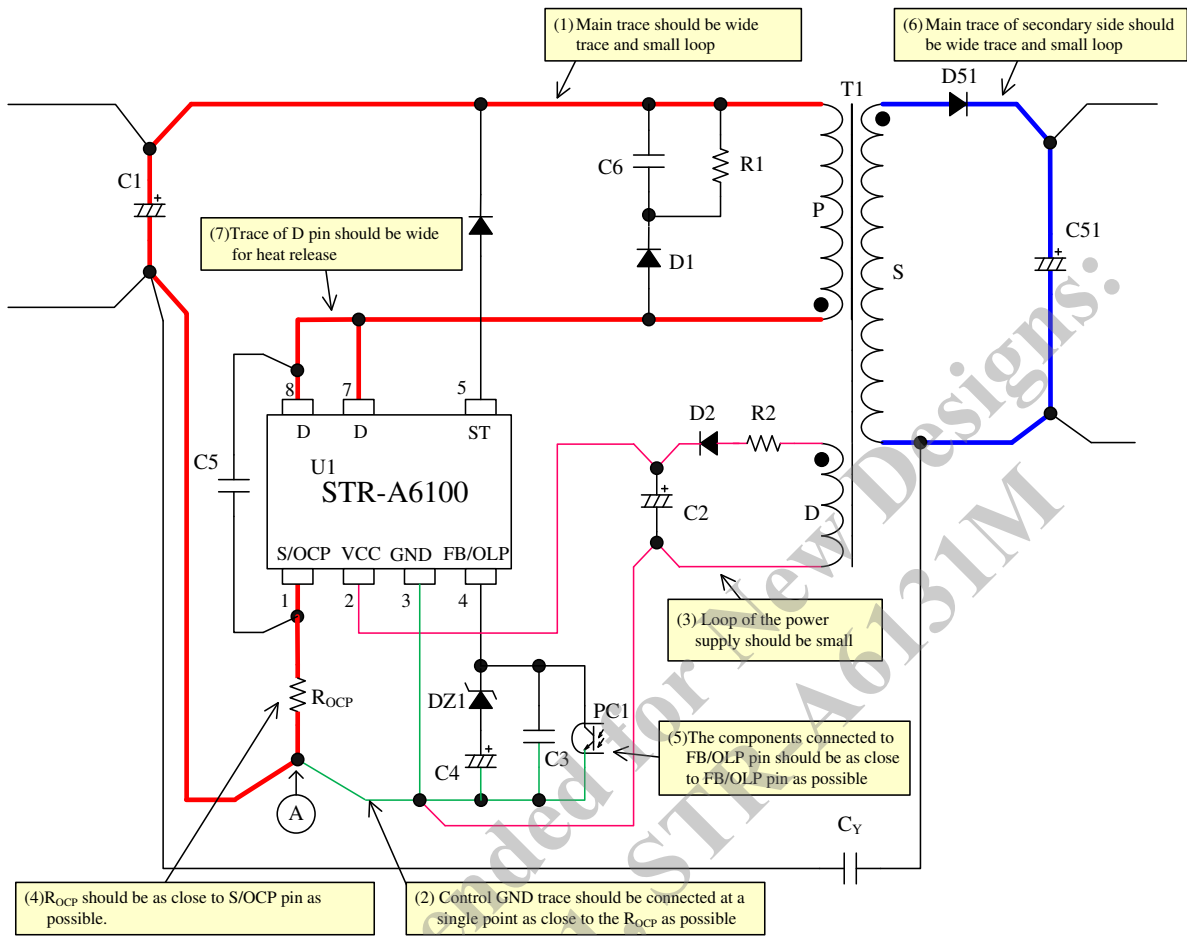 (1) Main trace should be wide
trace and small loop
(6) Main trace of secondary side should
be wide trace and small loop
D51
T1
C1
C6
R1
P
C51
(7)Trace of D pin should be wide
for heat release
D1
S
8
7
5
D
D
ST
D2
R2
C5
U1
STR-A6100
C2
D
S/OCP
VCC
GND
FB/OLP
1
2
3
4
(3) Loop of the power
supply should be small
ROCP
DZ1
PC1
C4
C3
(5)The components connected to
FB/OLP pin should be as close
to FB/OLP pin as possible
A
CY
(4)ROCP should be as close to S/OCP pin as
possible.
(2) Control GND trace should be connected at a
single point as close to the ROCP as possible
ended for New Designs:
STR-A6131M